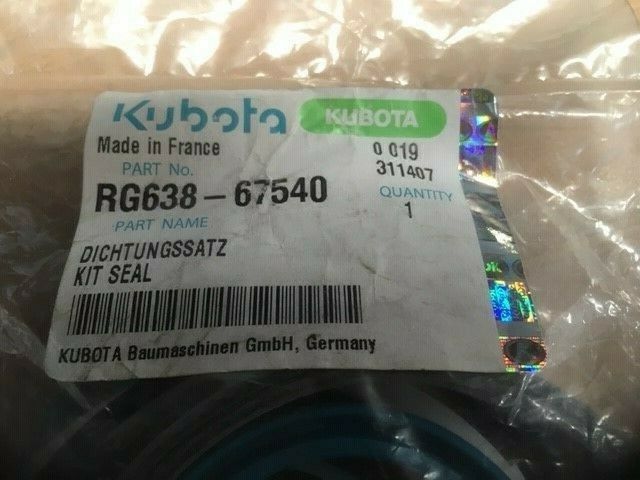 Kubota KUBOTA
Made in France 0 019
PART No. 311407
RG638-67540 QUANTITY
PART NAME 1
DICHTUNGSSATZ
KIT SEAL
KUBOTA Baumaschinen GmbH, Germany